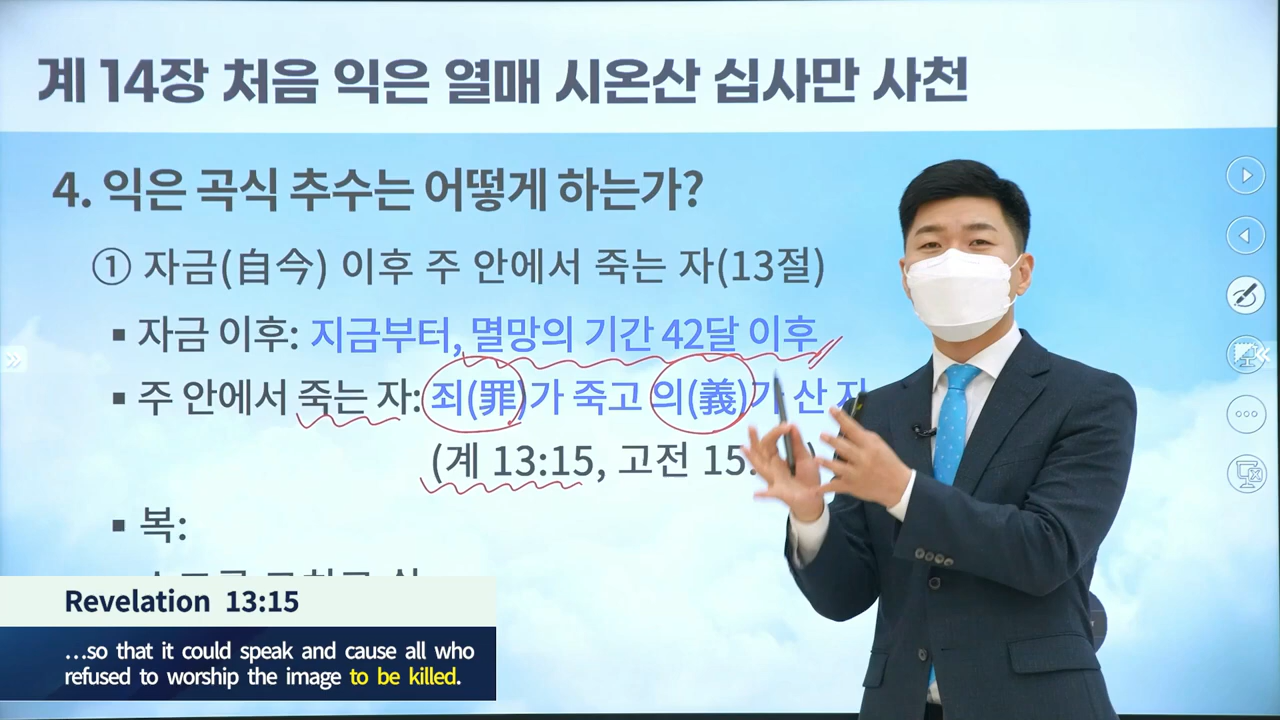 계 14장 처음 익은 열매 시온산 십사만 사천
4. 익은 곡식 추수는 어떻게 하는가?
① 자금(自今) 이후 주 안에서 죽는 자(13절)
▪ 자금 이후: 지금부터, 멸망의 기간 42달 이후
▪ 주 안에서 죽는 자: 죄(罪)가 죽고 의(義)가 산 자
(계 13:15, 고전 15:
▪ 복:
Revelation 13:15
…so that it could speak and cause all who
refused to worship the image to be killed.